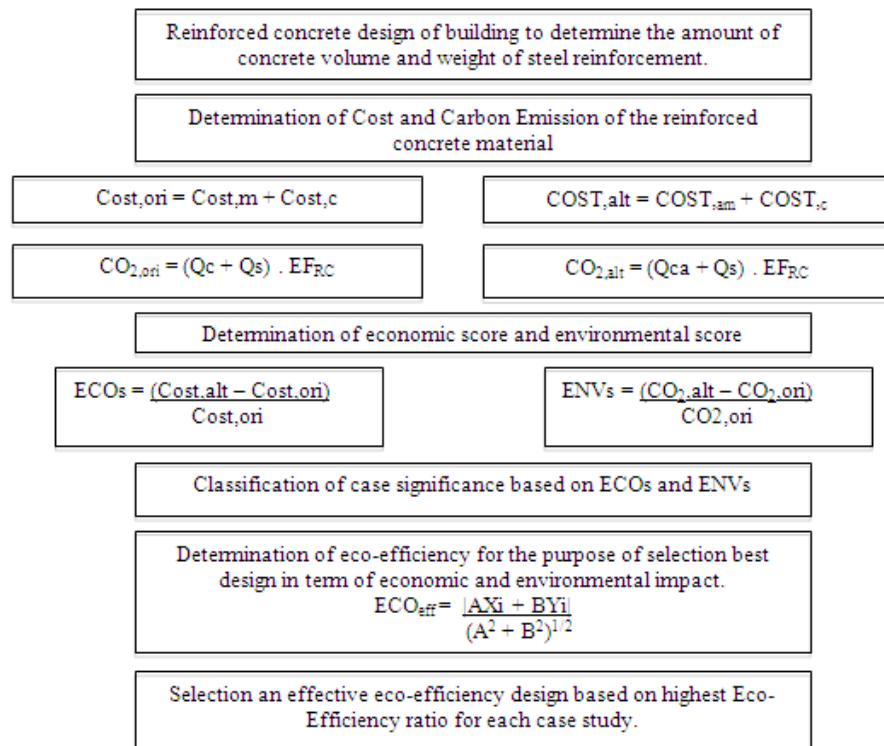 Reinforced concrete design of building to determine the amount of
concrete volume and weight of steel reinforcement.
Determination of Cost and Carbon Emission of the reinforced
concrete material
Cost,ori = Cost,m + Cost,c
COST,alt = COST,am + COST,c
CO2,ori = (Qc + Qs) . EFRC
CO2,alt = (Qca + Qs) . EFRC
Determination of economic score and environmental score
ECOs = (Cost,alt – Cost,ori)
Cost,ori
ENVs = (CO2,alt – CO2,ori)
CO2,ori
Classification of case significance based on ECOs and ENVs
Determination of eco-efficiency for the purpose of selection best
design in term of economic and environmental impact.
ECOeff = |AXi + BYi|
(A² + B²)^1/2
Selection an effective eco-efficiency design based on highest Eco-
Efficiency ratio for each case study.